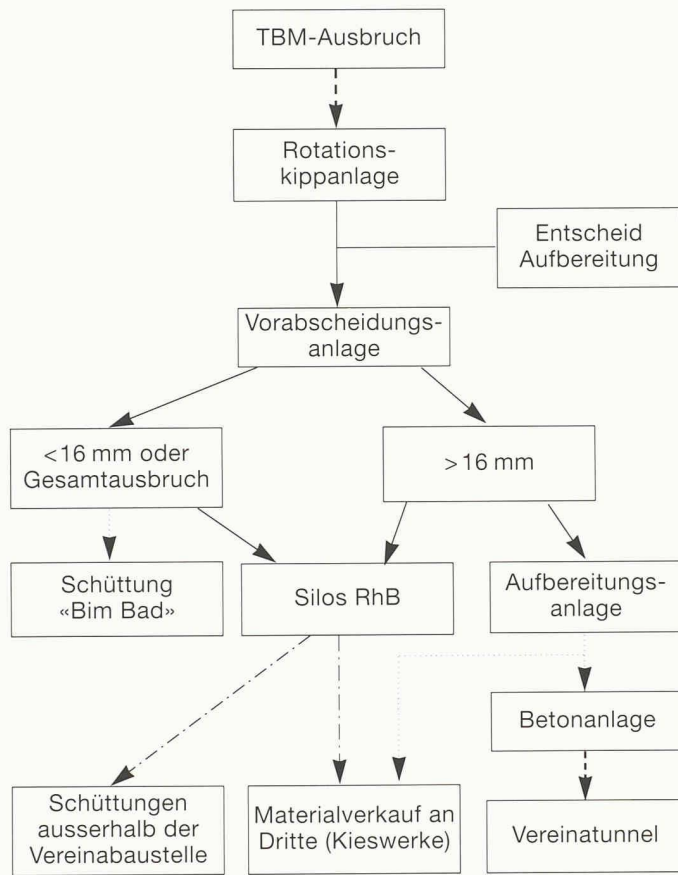 TBM-Ausbruch
Rotations-
kippanlage
Entscheid
Aufbereitung
Vorabscheidungs-
anlage
<16 mm oder
Gesamtausbruch
>16 mm
Schüttung
«Bim Bad»
Silos RhB
Aufbereitungs-
anlage
Betonanlage
Schüttungen
ausserhalb der
Vereinabaustelle
Materialverkauf an
Dritte (Kieswerke)
Vereinatunnel